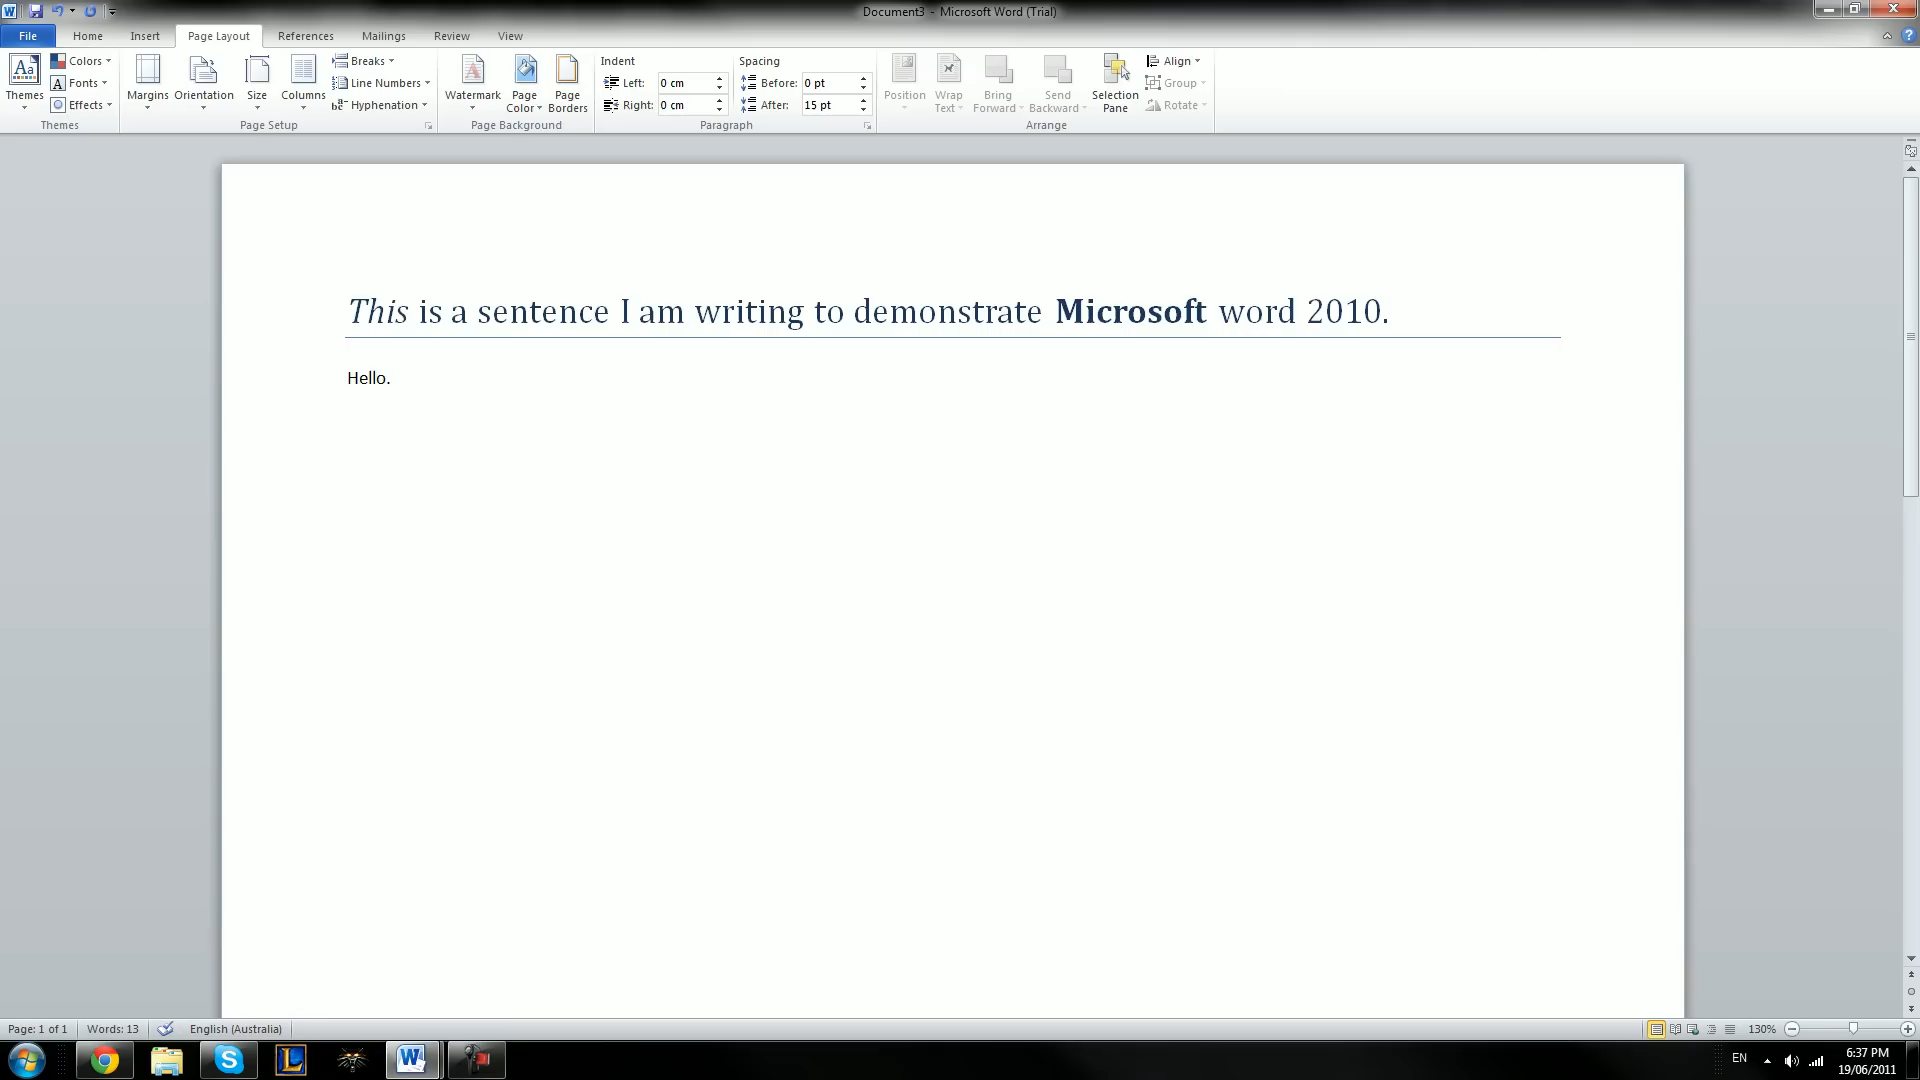 Document3 - Microsoft Word (Trial)
File Home Insert Page Layout References Mailings Review View
Themes
Colors
Fonts
Effects
Themes
Margins
Orientation
Size
Columns
Breaks
Line Numbers
Hyphenation
Page Setup
Watermark
Page Color
Page Borders
Page Background
Indent
Left: 0 cm
Right: 0 cm
Spacing
Before: 0 pt
After: 15 pt
Paragraph
Position
Wrap Text
Bring Forward
Send Backward
Selection Pane
Align
Group
Rotate
Arrange
This is a sentence I am writing to demonstrate Microsoft word 2010.
Hello.
Page: 1 of 1 Words: 13 English (Australia) 130%
EN 6:37 PM
19/06/2011